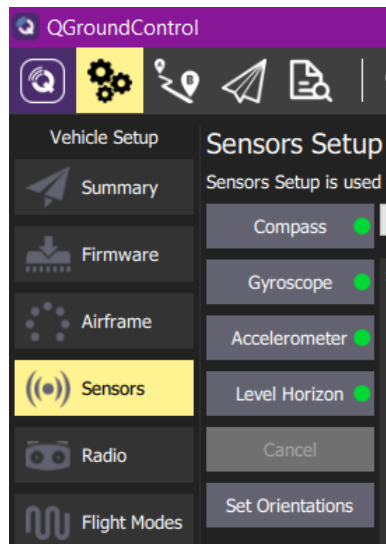 QGroundControl
B
Vehicle Setup
Summary
Firmware
Airframe
Sensors
Radio
Flight Modes
Sensors Setup
Sensors Setup is used
Compass
Gyroscope
Accelerometer
Level Horizon
Cancel
Set Orientations